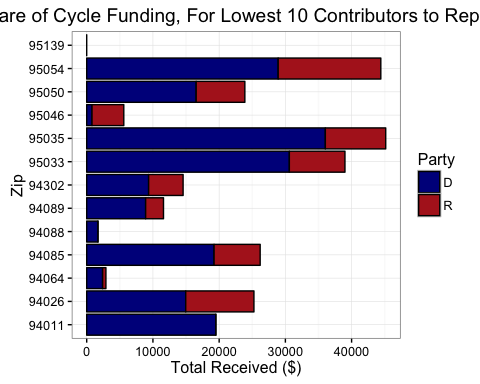 are of Cycle Funding, For Lowest 10 Contributors to Rep
95139
95054
95050
95046
95035
95033
94302
94089
94088
94085
94064
94026
94011
Zip
0 10000 20000 30000 40000
Total Received ($)
Party
D
R